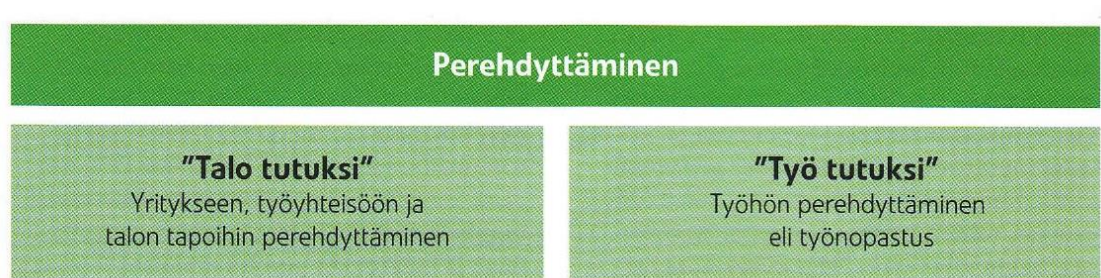 Perehdyttäminen
"Talo tutuksi"
Yritykseen, työyhteisöön ja
talon tapoihin perehdyttäminen
"Työ tutuksi"
Työhön perehdyttäminen
eli työnopastus